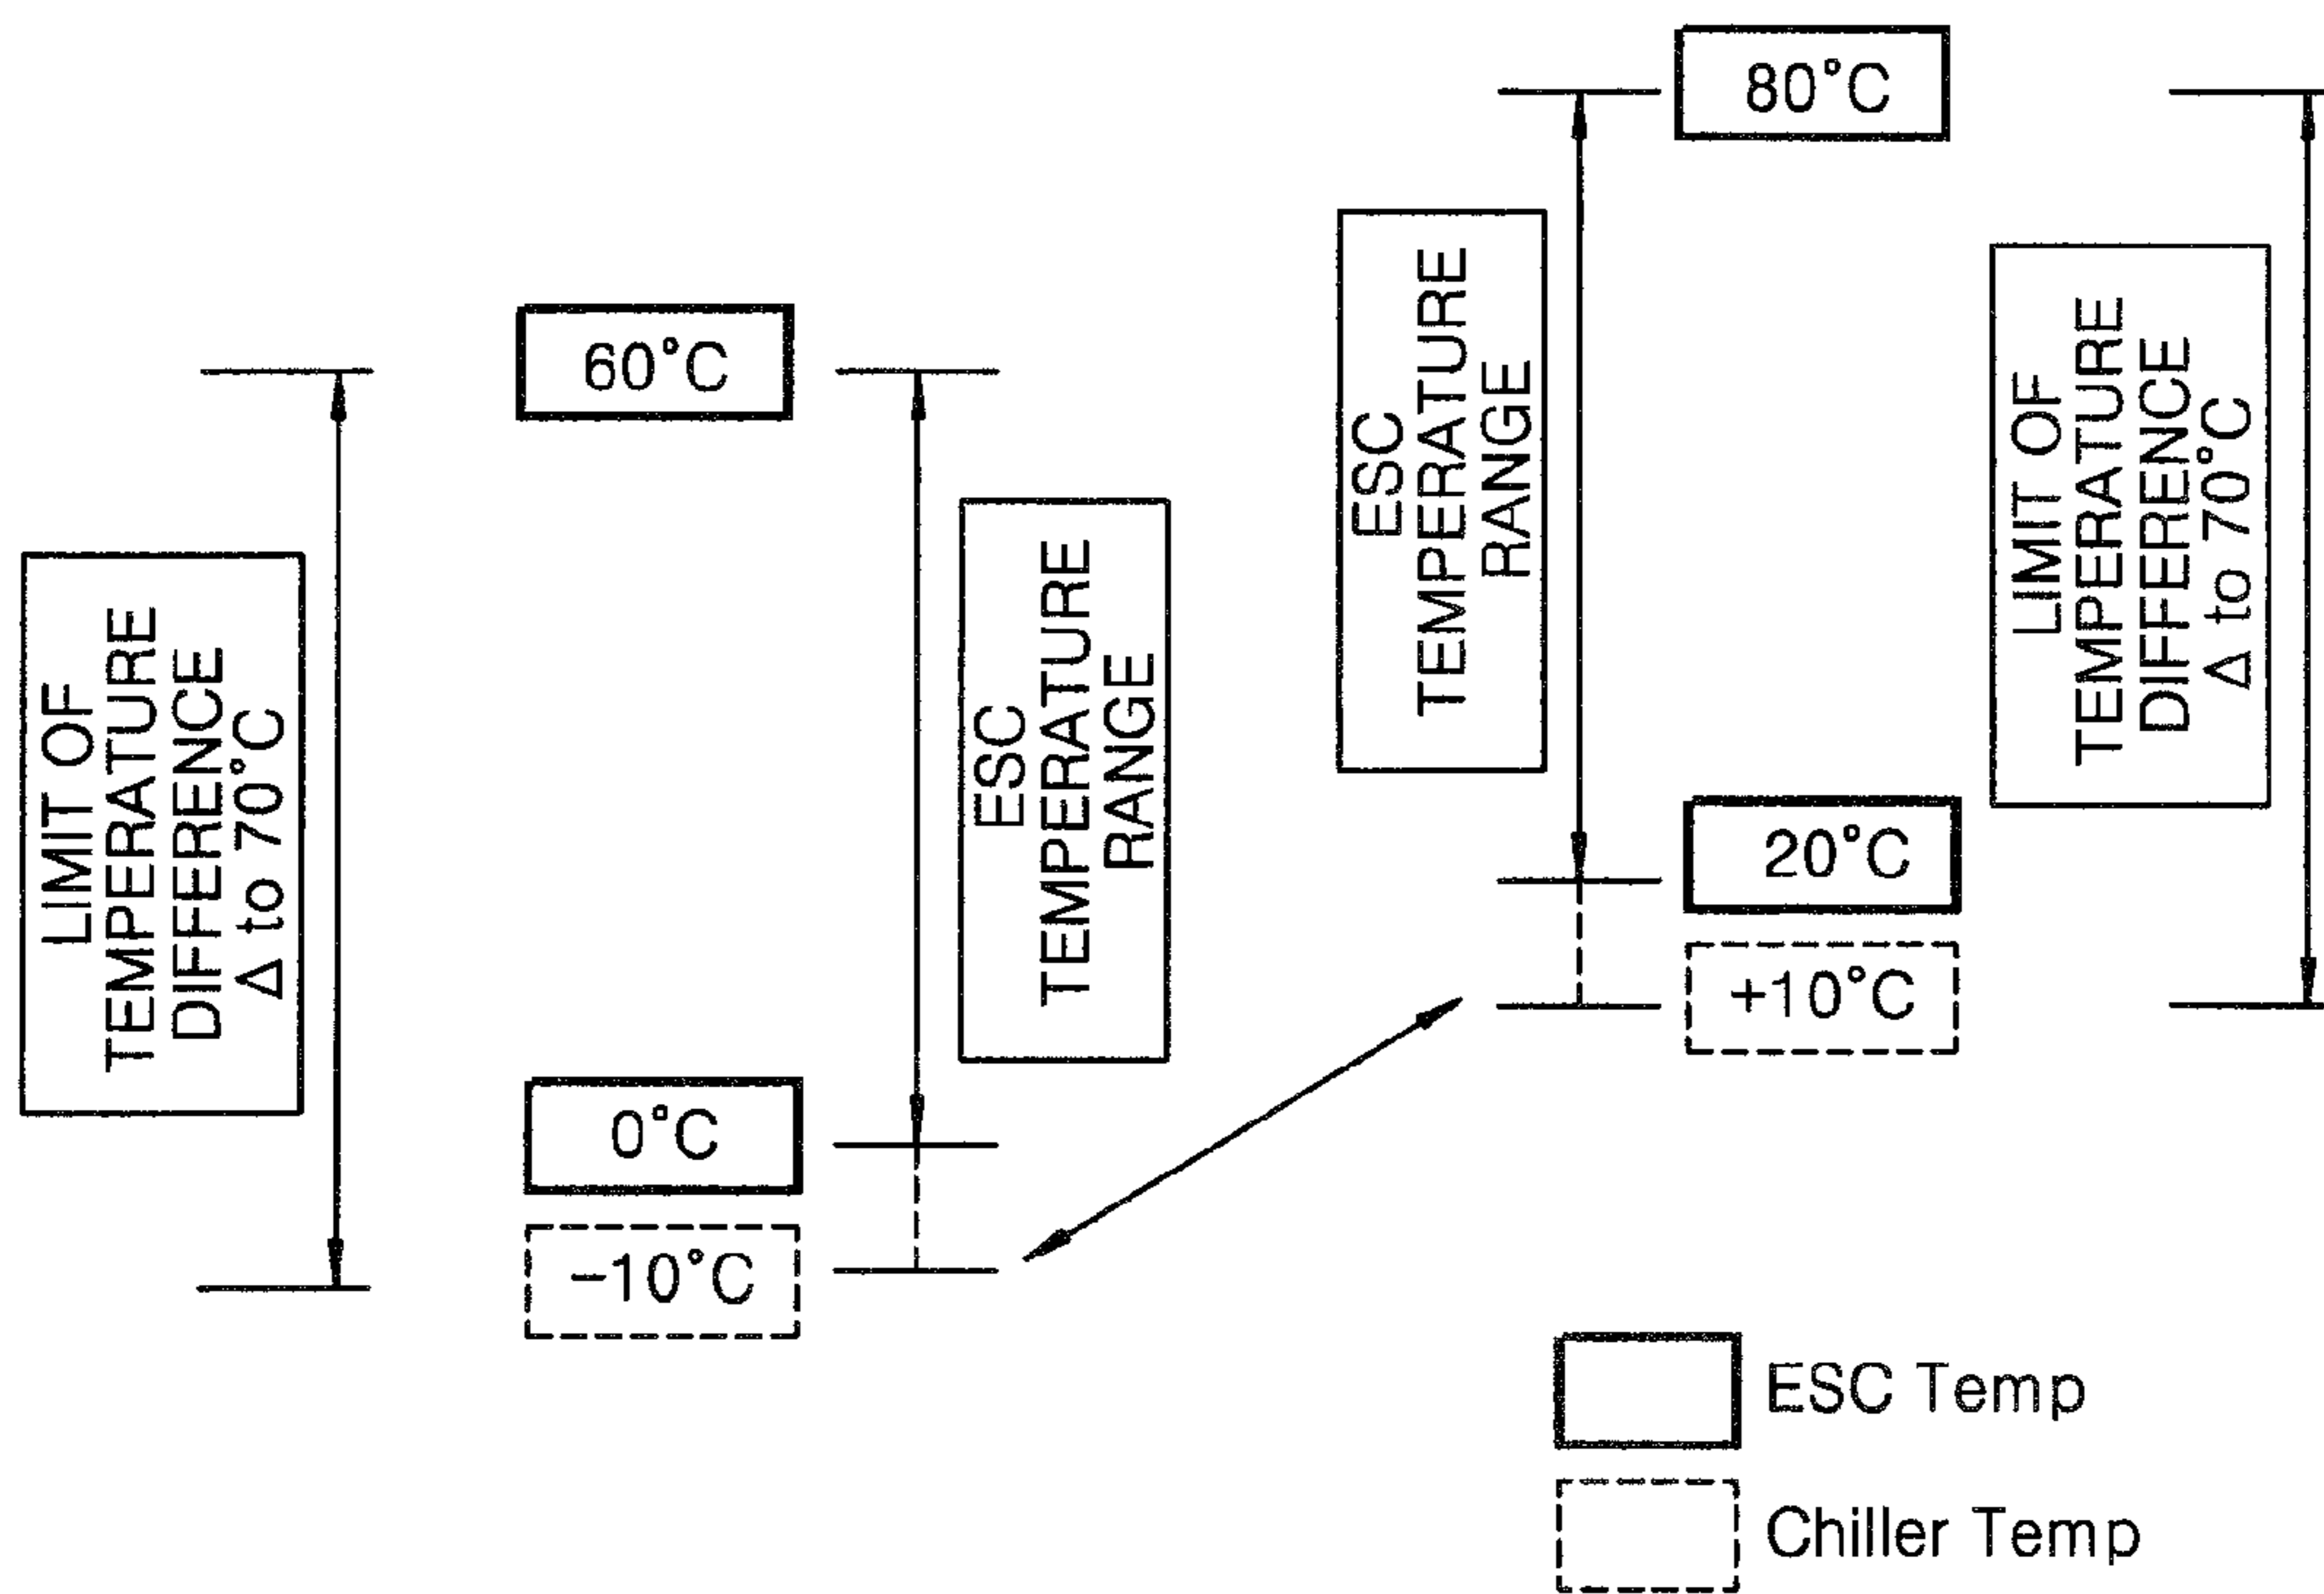 LIMIT OF
TEMPERATURE
DIFFERENCE
Δ to 70°C
60°C
0°C
−10°C
ESC
TEMPERATURE
RANGE
ESC
TEMPERATURE
RANGE
80°C
20°C
+10°C
LIMIT OF
TEMPERATURE
DIFFERENCE
Δ to 70°C
ESC Temp
Chiller Temp